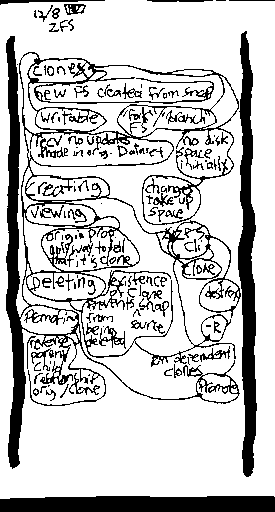 12/8
ZFS
Clones
new FS created from snap
writable
"Fork" "branch"
FS
recv no updates
made in orig. Dataset
no disk
space
initially
Creating
changes
take up
space
Viewing
origin prop
only way to tell
that it is clone
ZFS
Cli
Clone
Deleting
existence
of clone
prevents snap
from source
being
deleted
destroy
-R
Promoting
reverse
parent
child
relationship
orig/clone
on dependent
clones
Promote